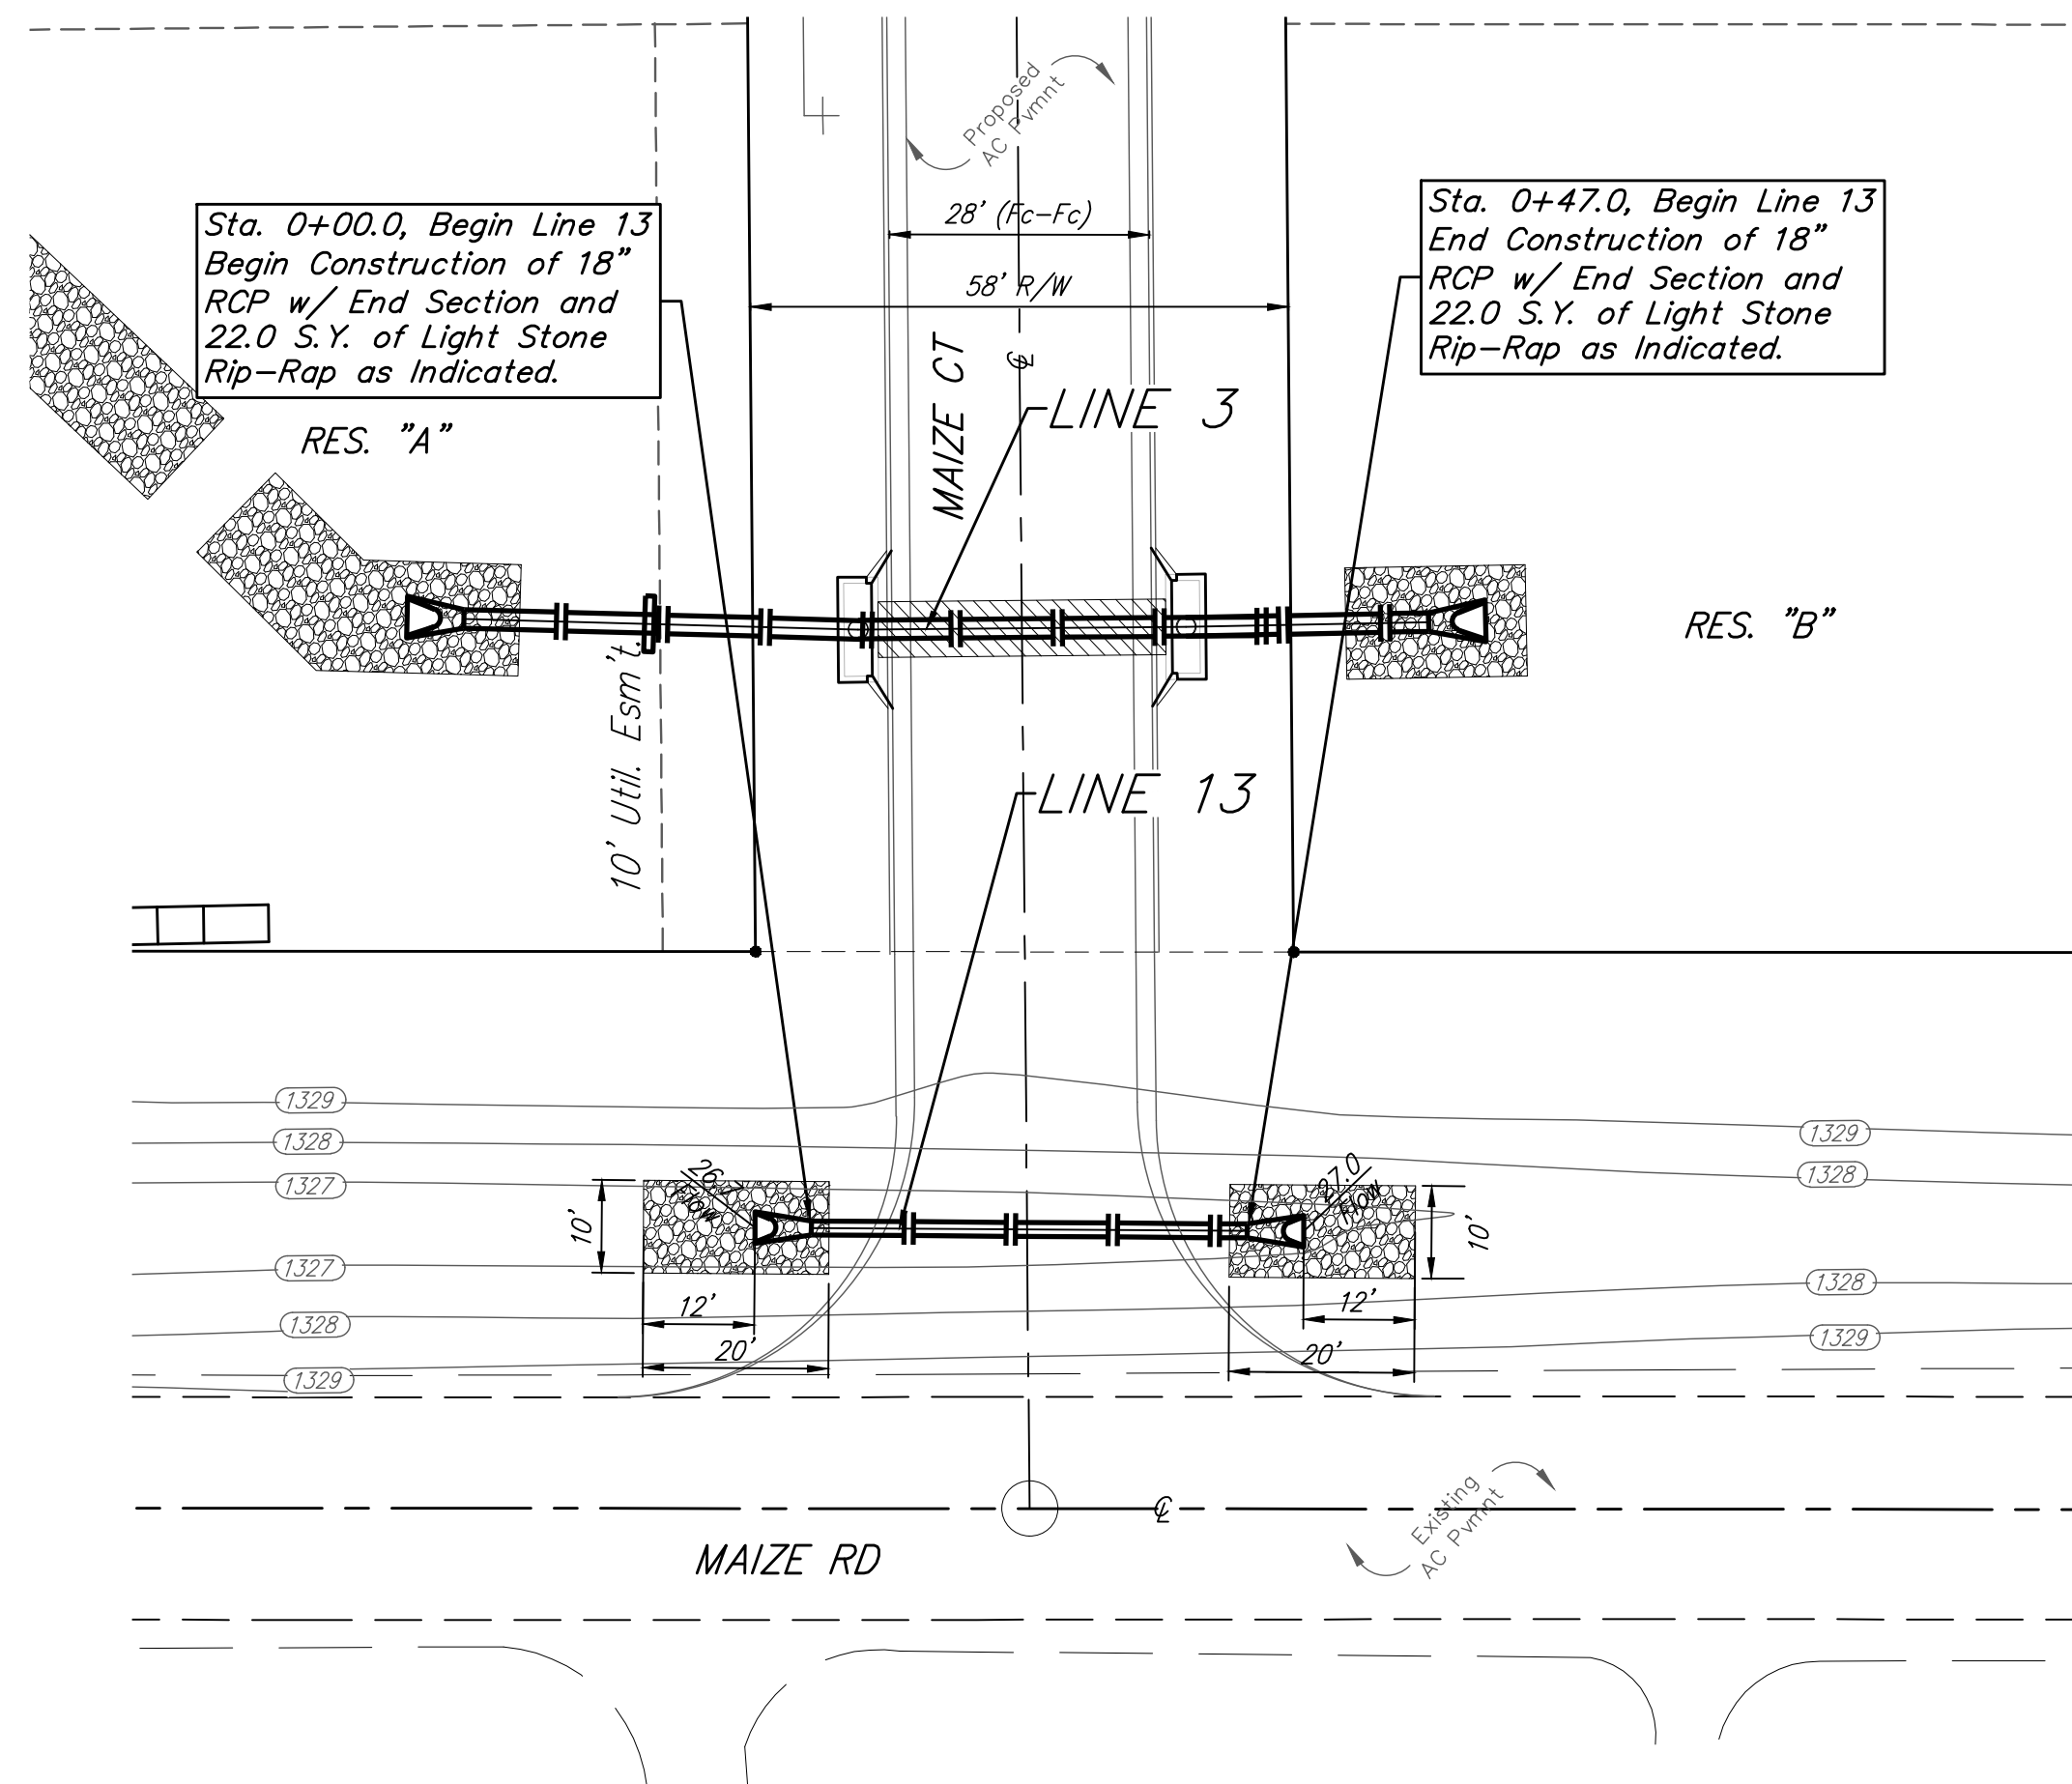 Proposed
AC Pvmnt
Sta. 0+00.0, Begin Line 13
Begin Construction of 18"
RCP w/ End Section and
22.0 S.Y. of Light Stone
Rip-Rap as Indicated.
28' (Fc-Fc)
58' R/W
Sta. 0+47.0, Begin Line 13
End Construction of 18"
RCP w/ End Section and
22.0 S.Y. of Light Stone
Rip-Rap as Indicated.
MAIZE CT
℄
LINE 3
RES. "A"
RES. "B"
10' Util. Esm't.
LINE 13
1329
1328
1327
1329
1328
Flow
27.0
Flow
10'
10'
1327
1328
1329
1328
1329
12'
20'
12'
20'
℄
MAIZE RD
Existing
AC Pvmnt